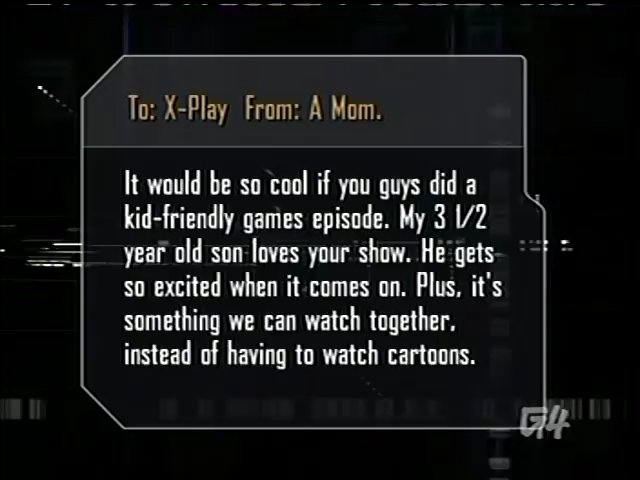 To: X-Play From: A Mom.
It would be so cool if you guys did a
kid-friendly games episode. My 3 1/2
year old son loves your show. He gets
so excited when it comes on. Plus, it's
something we can watch together,
instead of having to watch cartoons.
G4